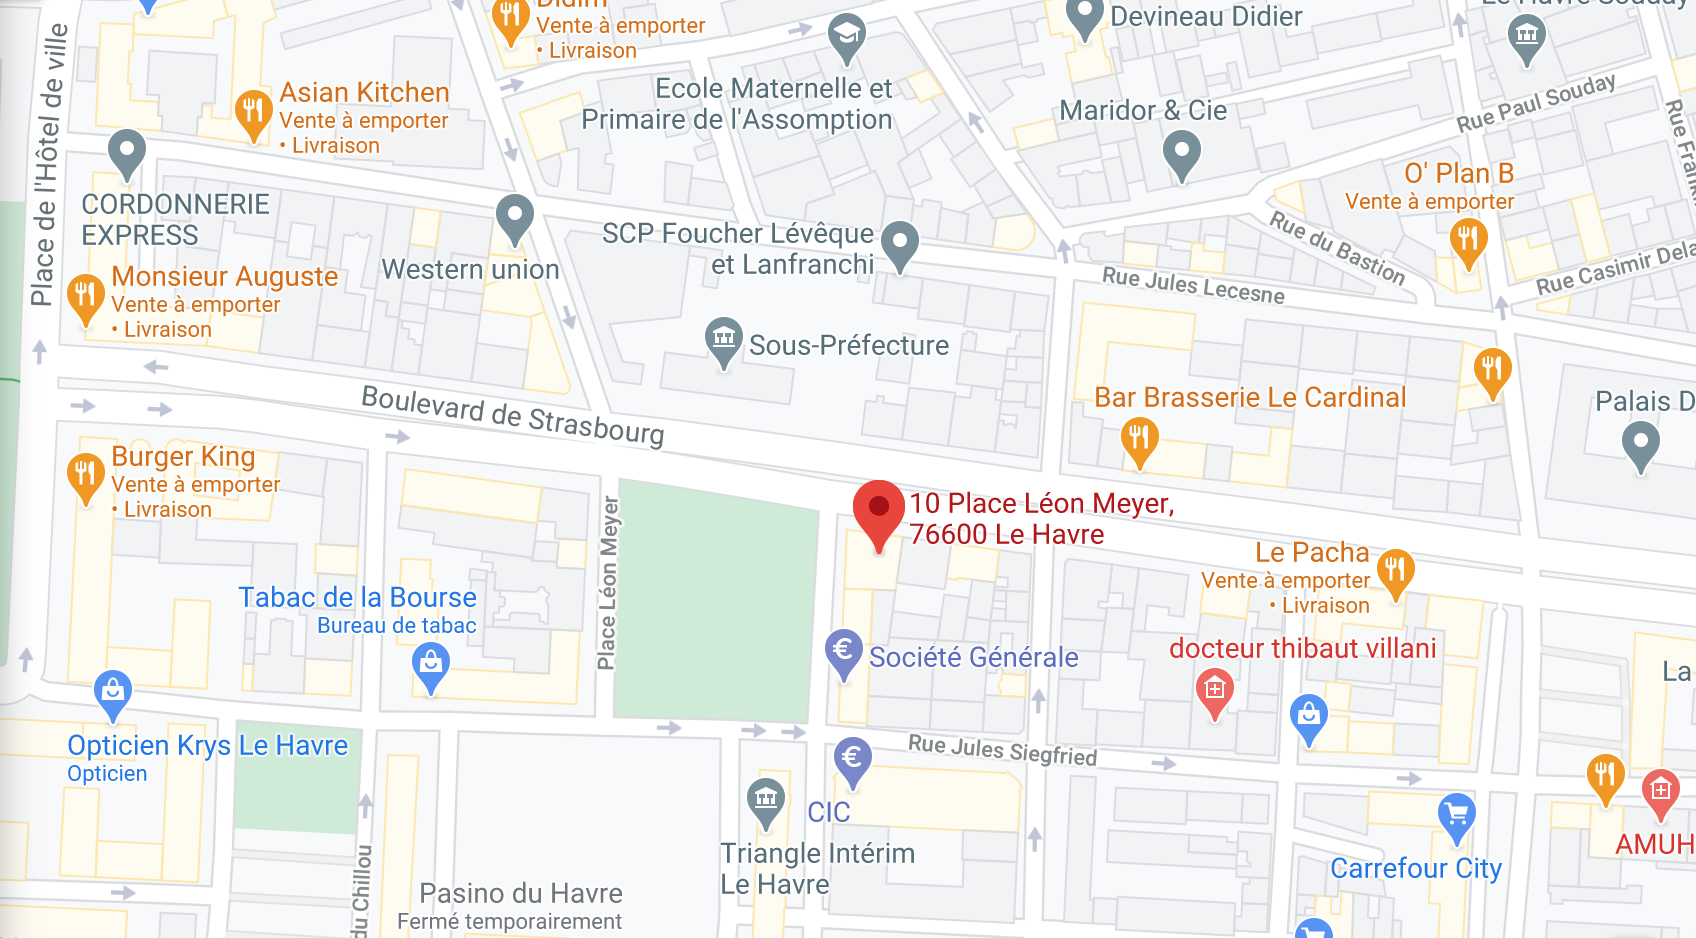 Didim
Vente à emporter
• Livraison
Devineau Didier
Le Havre Souday
Place de l'Hôtel de ville
Asian Kitchen
Vente à emporter
• Livraison
Ecole Maternelle et
Primaire de l'Assomption
Maridor & Cie
Rue Paul Souday
O' Plan B
Vente à emporter
CORDONNERIE
EXPRESS
Western union
SCP Foucher Lévêque
et Lanfranchi
Rue du Bastion
Rue Jules Lecesne
Rue Casimir Dela
Monsieur Auguste
Vente à emporter
• Livraison
Sous-Préfecture
Boulevard de Strasbourg
Bar Brasserie Le Cardinal
Palais D
Burger King
Vente à emporter
• Livraison
Place Léon Meyer
10 Place Léon Meyer,
76600 Le Havre
Le Pacha
Vente à emporter
• Livraison
Tabac de la Bourse
Bureau de tabac
Société Générale
docteur thibaut villani
La
Opticien Krys Le Havre
Opticien
Rue Jules Siegfried
CIC
Triangle Intérim
Le Havre
Carrefour City
AMUH
du Chillou
Pasino du Havre
Fermé temporairement